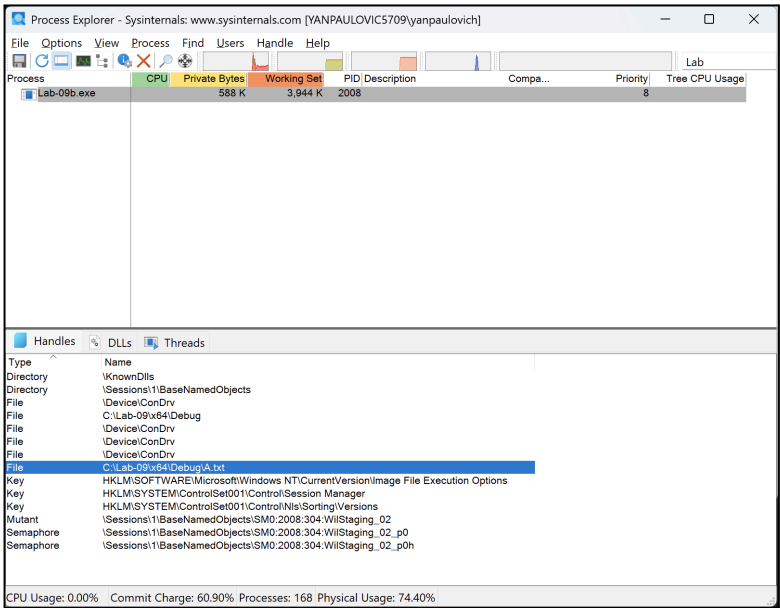 Process Explorer - Sysinternals: www.sysinternals.com [YANPAULOVIC5709\yanpaulovich]
File Options View Process Find Users Handle Help
Lab
Process CPU Private Bytes Working Set PID Description Compa... Priority Tree CPU Usage
Lab-09b.exe 588 K 3,944 K 2008 8
Handles DLLs Threads
Type Name
Directory \KnownDlls
Directory \Sessions\1\BaseNamedObjects
File \Device\ConDrv
File C:\Lab-09\x64\Debug
File \Device\ConDrv
File \Device\ConDrv
File \Device\ConDrv
File C:\Lab-09\x64\Debug\A.txt
Key HKLM\SOFTWARE\Microsoft\Windows NT\CurrentVersion\Image File Execution Options
Key HKLM\SYSTEM\ControlSet001\Control\Session Manager
Key HKLM\SYSTEM\ControlSet001\Control\Nls\Sorting\Versions
Mutant \Sessions\1\BaseNamedObjects\SM0:2008:304:WilStaging_02
Semaphore \Sessions\1\BaseNamedObjects\SM0:2008:304:WilStaging_02_p0
Semaphore \Sessions\1\BaseNamedObjects\SM0:2008:304:WilStaging_02_p0h
CPU Usage: 0.00% Commit Charge: 60.90% Processes: 168 Physical Usage: 74.40%